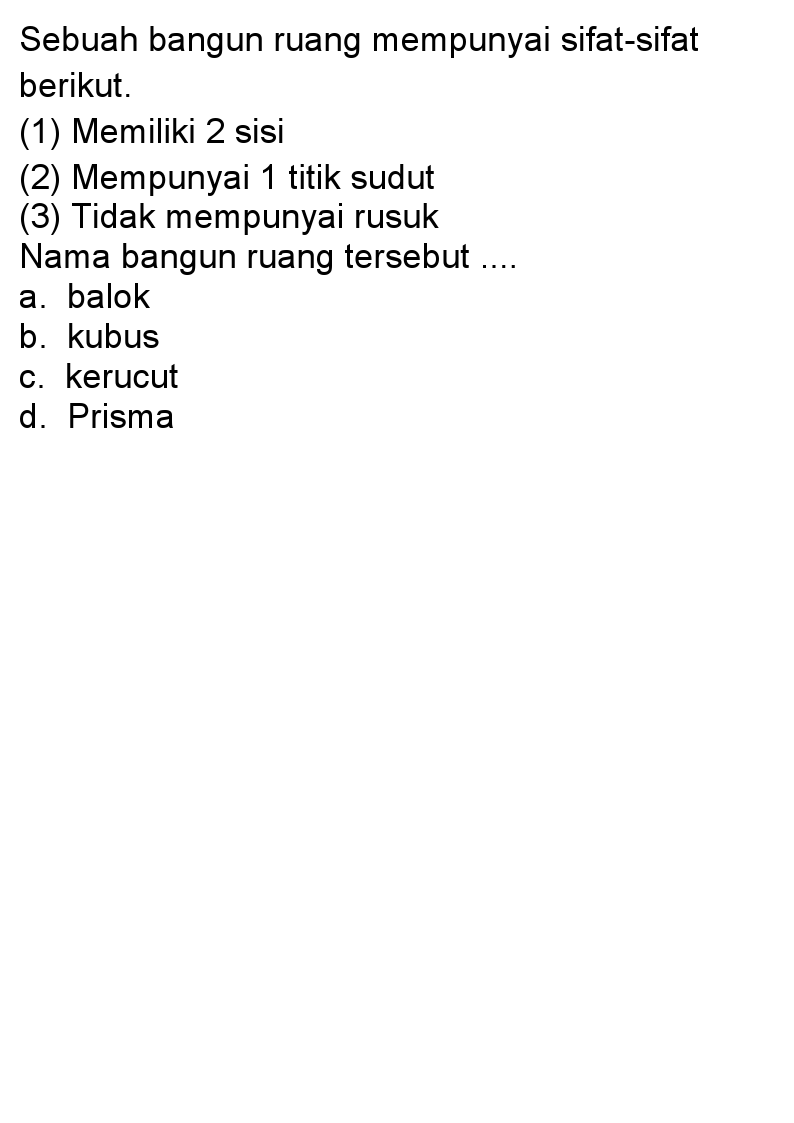 Sebuah bangun ruang mempunyai sifat-sifat
berikut.
(1) Memiliki 2 sisi
(2) Mempunyai 1 titik sudut
(3) Tidak mempunyai rusuk
Nama bangun ruang tersebut ....
a. balok
b. kubus
c. kerucut
d. Prisma